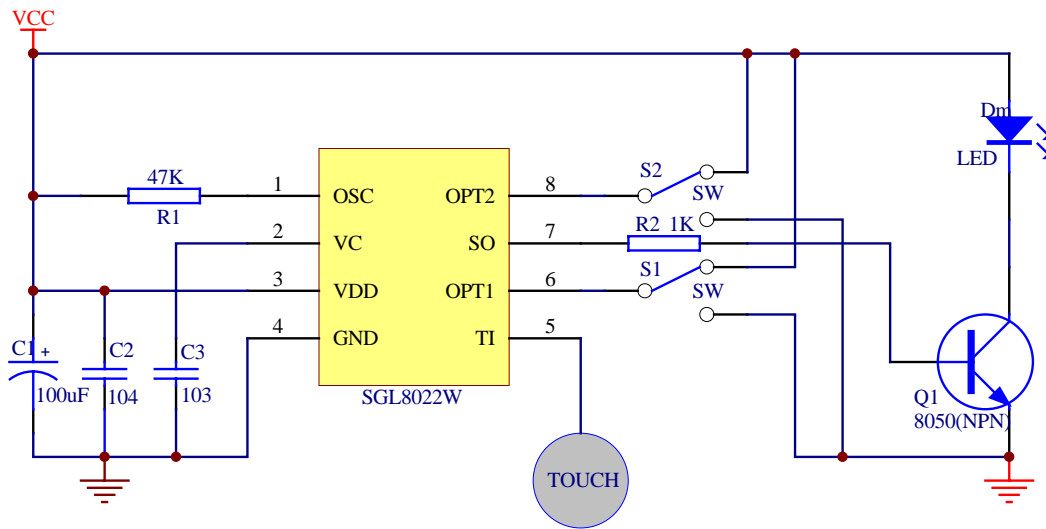 VCC
Dm
LED
47K
R1
1
OSC
2
VC
3
VDD
4
GND
OPT2
8
SO
7
OPT1
6
TI
5
SGL8022W
S2
SW
R2 1K
S1
SW
C1
+
100uF
C2
104
C3
103
Q1
8050(NPN)
TOUCH